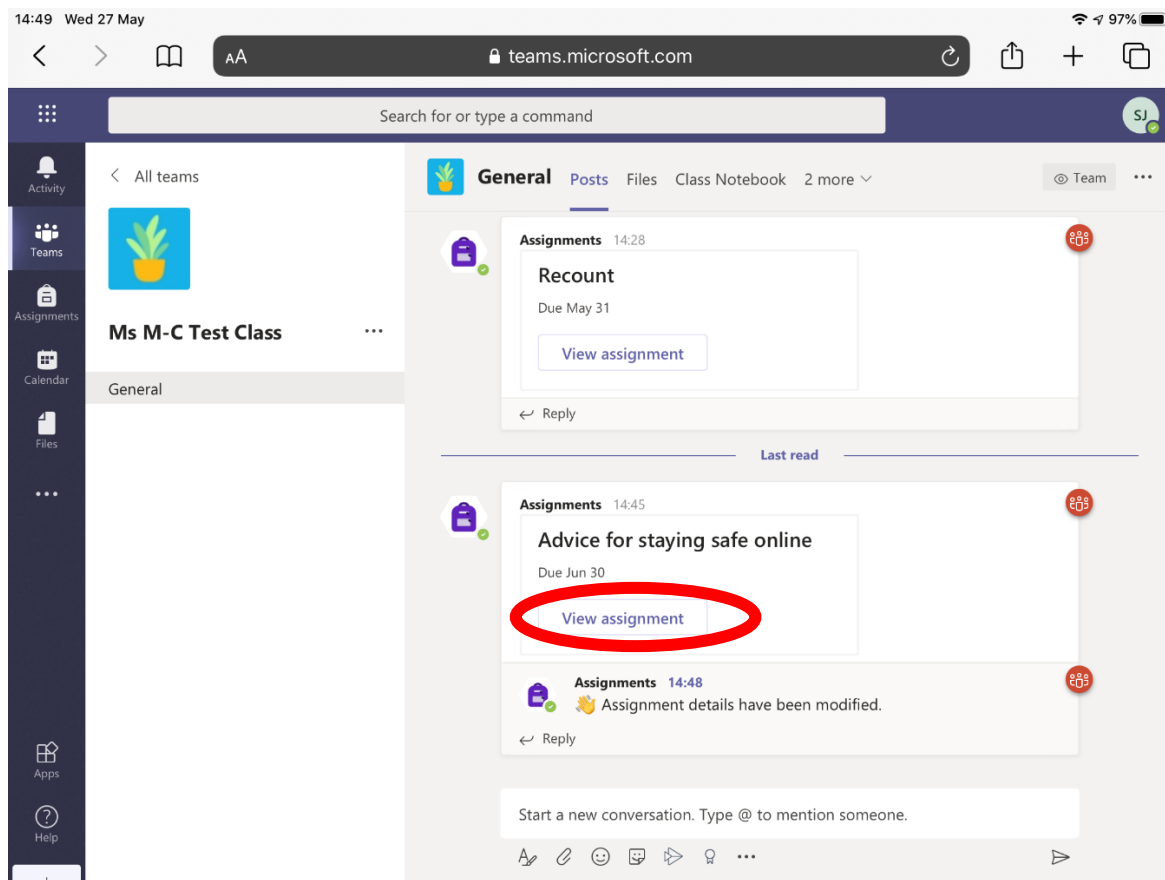 14:49 Wed 27 May
97%
AA
teams.microsoft.com
Search for or type a command
SJ
Activity
Teams
Assignments
Calendar
Files
Apps
Help
All teams
Ms M-C Test Class
General
General Posts Files Class Notebook 2 more
Team
Assignments 14:28
Recount
Due May 31
View assignment
Reply
Last read
Assignments 14:45
Advice for staying safe online
Due Jun 30
View assignment
Assignments 14:48
👋 Assignment details have been modified.
Reply
Start a new conversation. Type @ to mention someone.